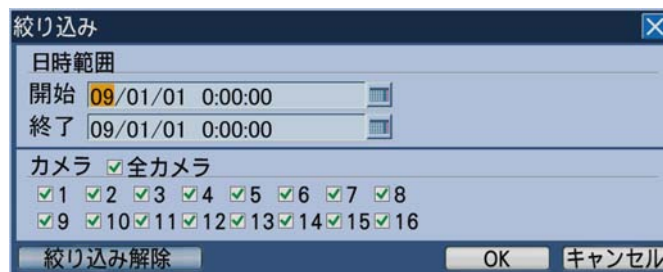 絞り込み
日時範囲
開始 09/01/01 0:00:00
終了 09/01/01 0:00:00
カメラ 全カメラ
1 2 3 4 5 6 7 8
9 10 11 12 13 14 15 16
絞り込み解除 OK キャンセル